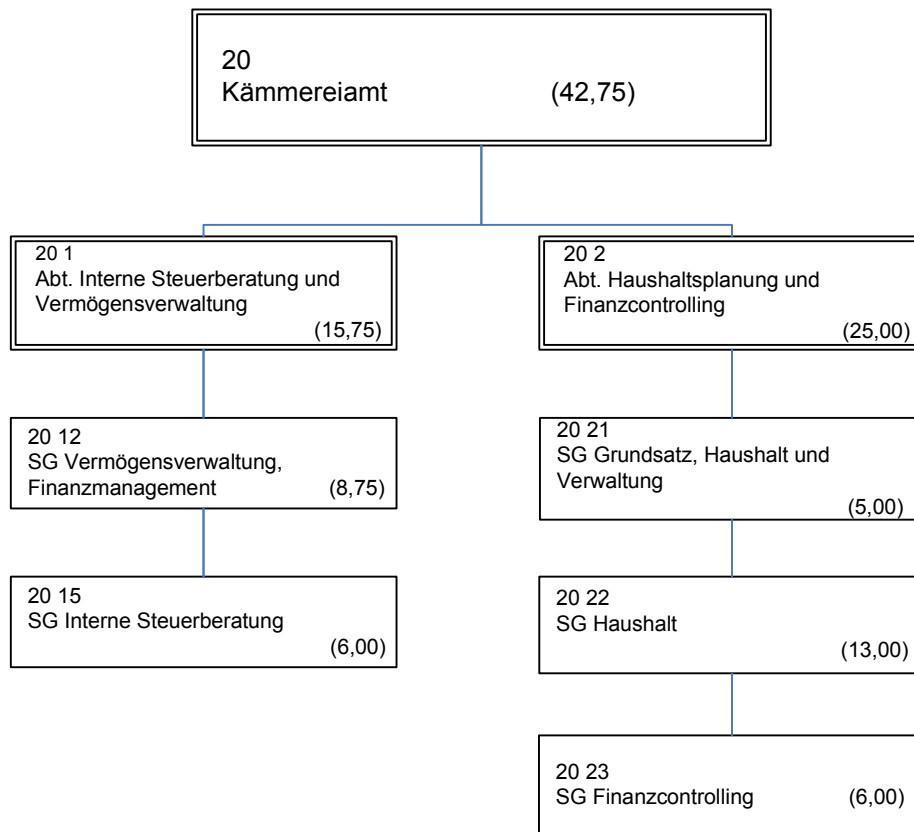 20
Kämmereiamt (42,75)
20 1
Abt. Interne Steuerberatung und
Vermögensverwaltung
(15,75)
20 12
SG Vermögensverwaltung,
Finanzmanagement (8,75)
20 15
SG Interne Steuerberatung
(6,00)
20 2
Abt. Haushaltsplanung und
Finanzcontrolling
(25,00)
20 21
SG Grundsatz, Haushalt und
Verwaltung
(5,00)
20 22
SG Haushalt
(13,00)
20 23
SG Finanzcontrolling (6,00)